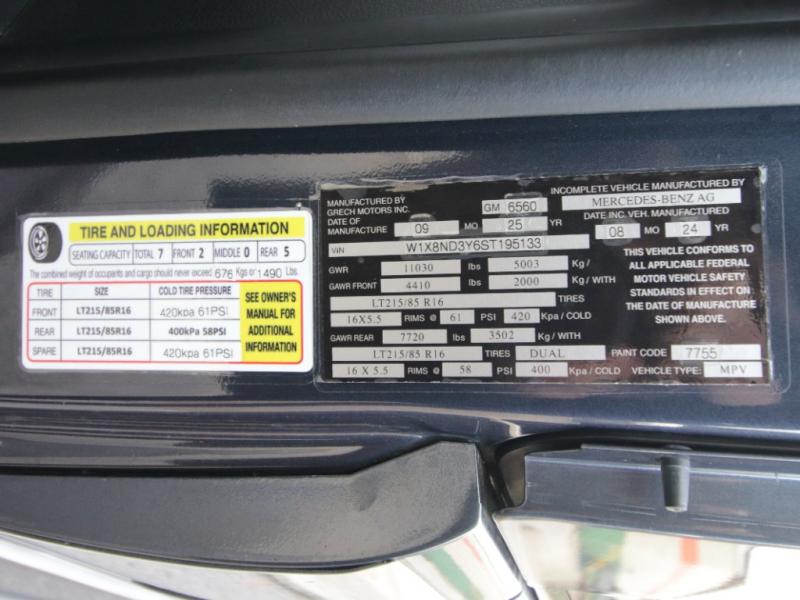 TIRE AND LOADING INFORMATION
SEATING CAPACITY TOTAL 7 FRONT 2 MIDDLE 0 REAR 5
The combined weight of occupants and cargo should never exceed 676 Kgs or 1490 Lbs.
TIRE SIZE COLD TIRE PRESSURE
FRONT LT215/85R16 420kpa 61PSI
REAR LT215/85R16 400kPa 58PSI
SPARE LT215/85R16 420kpa 61PSI
SEE OWNER'S
MANUAL FOR
ADDITIONAL
INFORMATION
MANUFACTURED BY
GRECH MOTORS INC.
GM 6560
DATE OF
MANUFACTURE 09 MO 25 YR
INCOMPLETE VEHICLE MANUFACTURED BY
MERCEDES-BENZ AG
DATE INC. VEH. MANUFACTURED
08 MO 24 YR
VIN W1X8ND3Y6ST195133
GWR 11030 lbs 5003 Kg/
GAWR FRONT 4410 lbs 2000 Kg/WITH
LT215/85 R16 TIRES
16X5.5 RIMS @ 61 PSI 420 Kpa/COLD
GAWR REAR 7720 lbs 3502 Kg/WITH
LT215/85 R16 TIRES DUAL
16 X 5.5 RIMS @ 58 PSI 400 Kpa/COLD
THIS VEHICLE CONFORMS TO
ALL APPLICABLE FEDERAL
MOTOR VEHICLE SAFETY
STANDARDS IN EFFECT ON
THE DATE OF MANUFACTURE
SHOWN ABOVE.
PAINT CODE 7755
VEHICLE TYPE: MPV